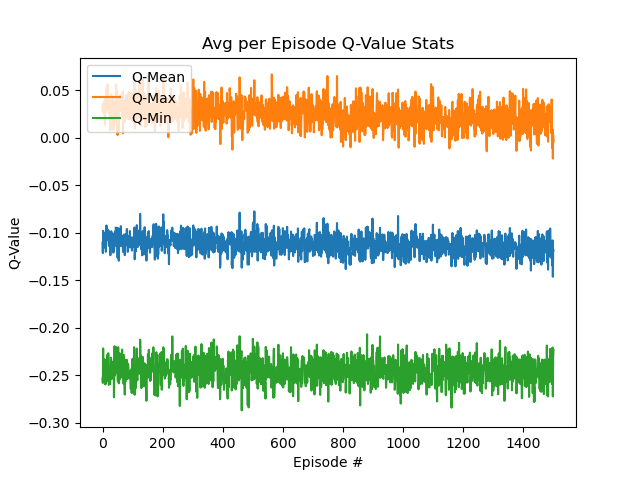 Avg per Episode Q-Value Stats
Q-Mean
Q-Max
Q-Min
Q-Value
0.05
0.00
−0.05
−0.10
−0.15
−0.20
−0.25
−0.30
0 200 400 600 800 1000 1200 1400
Episode #